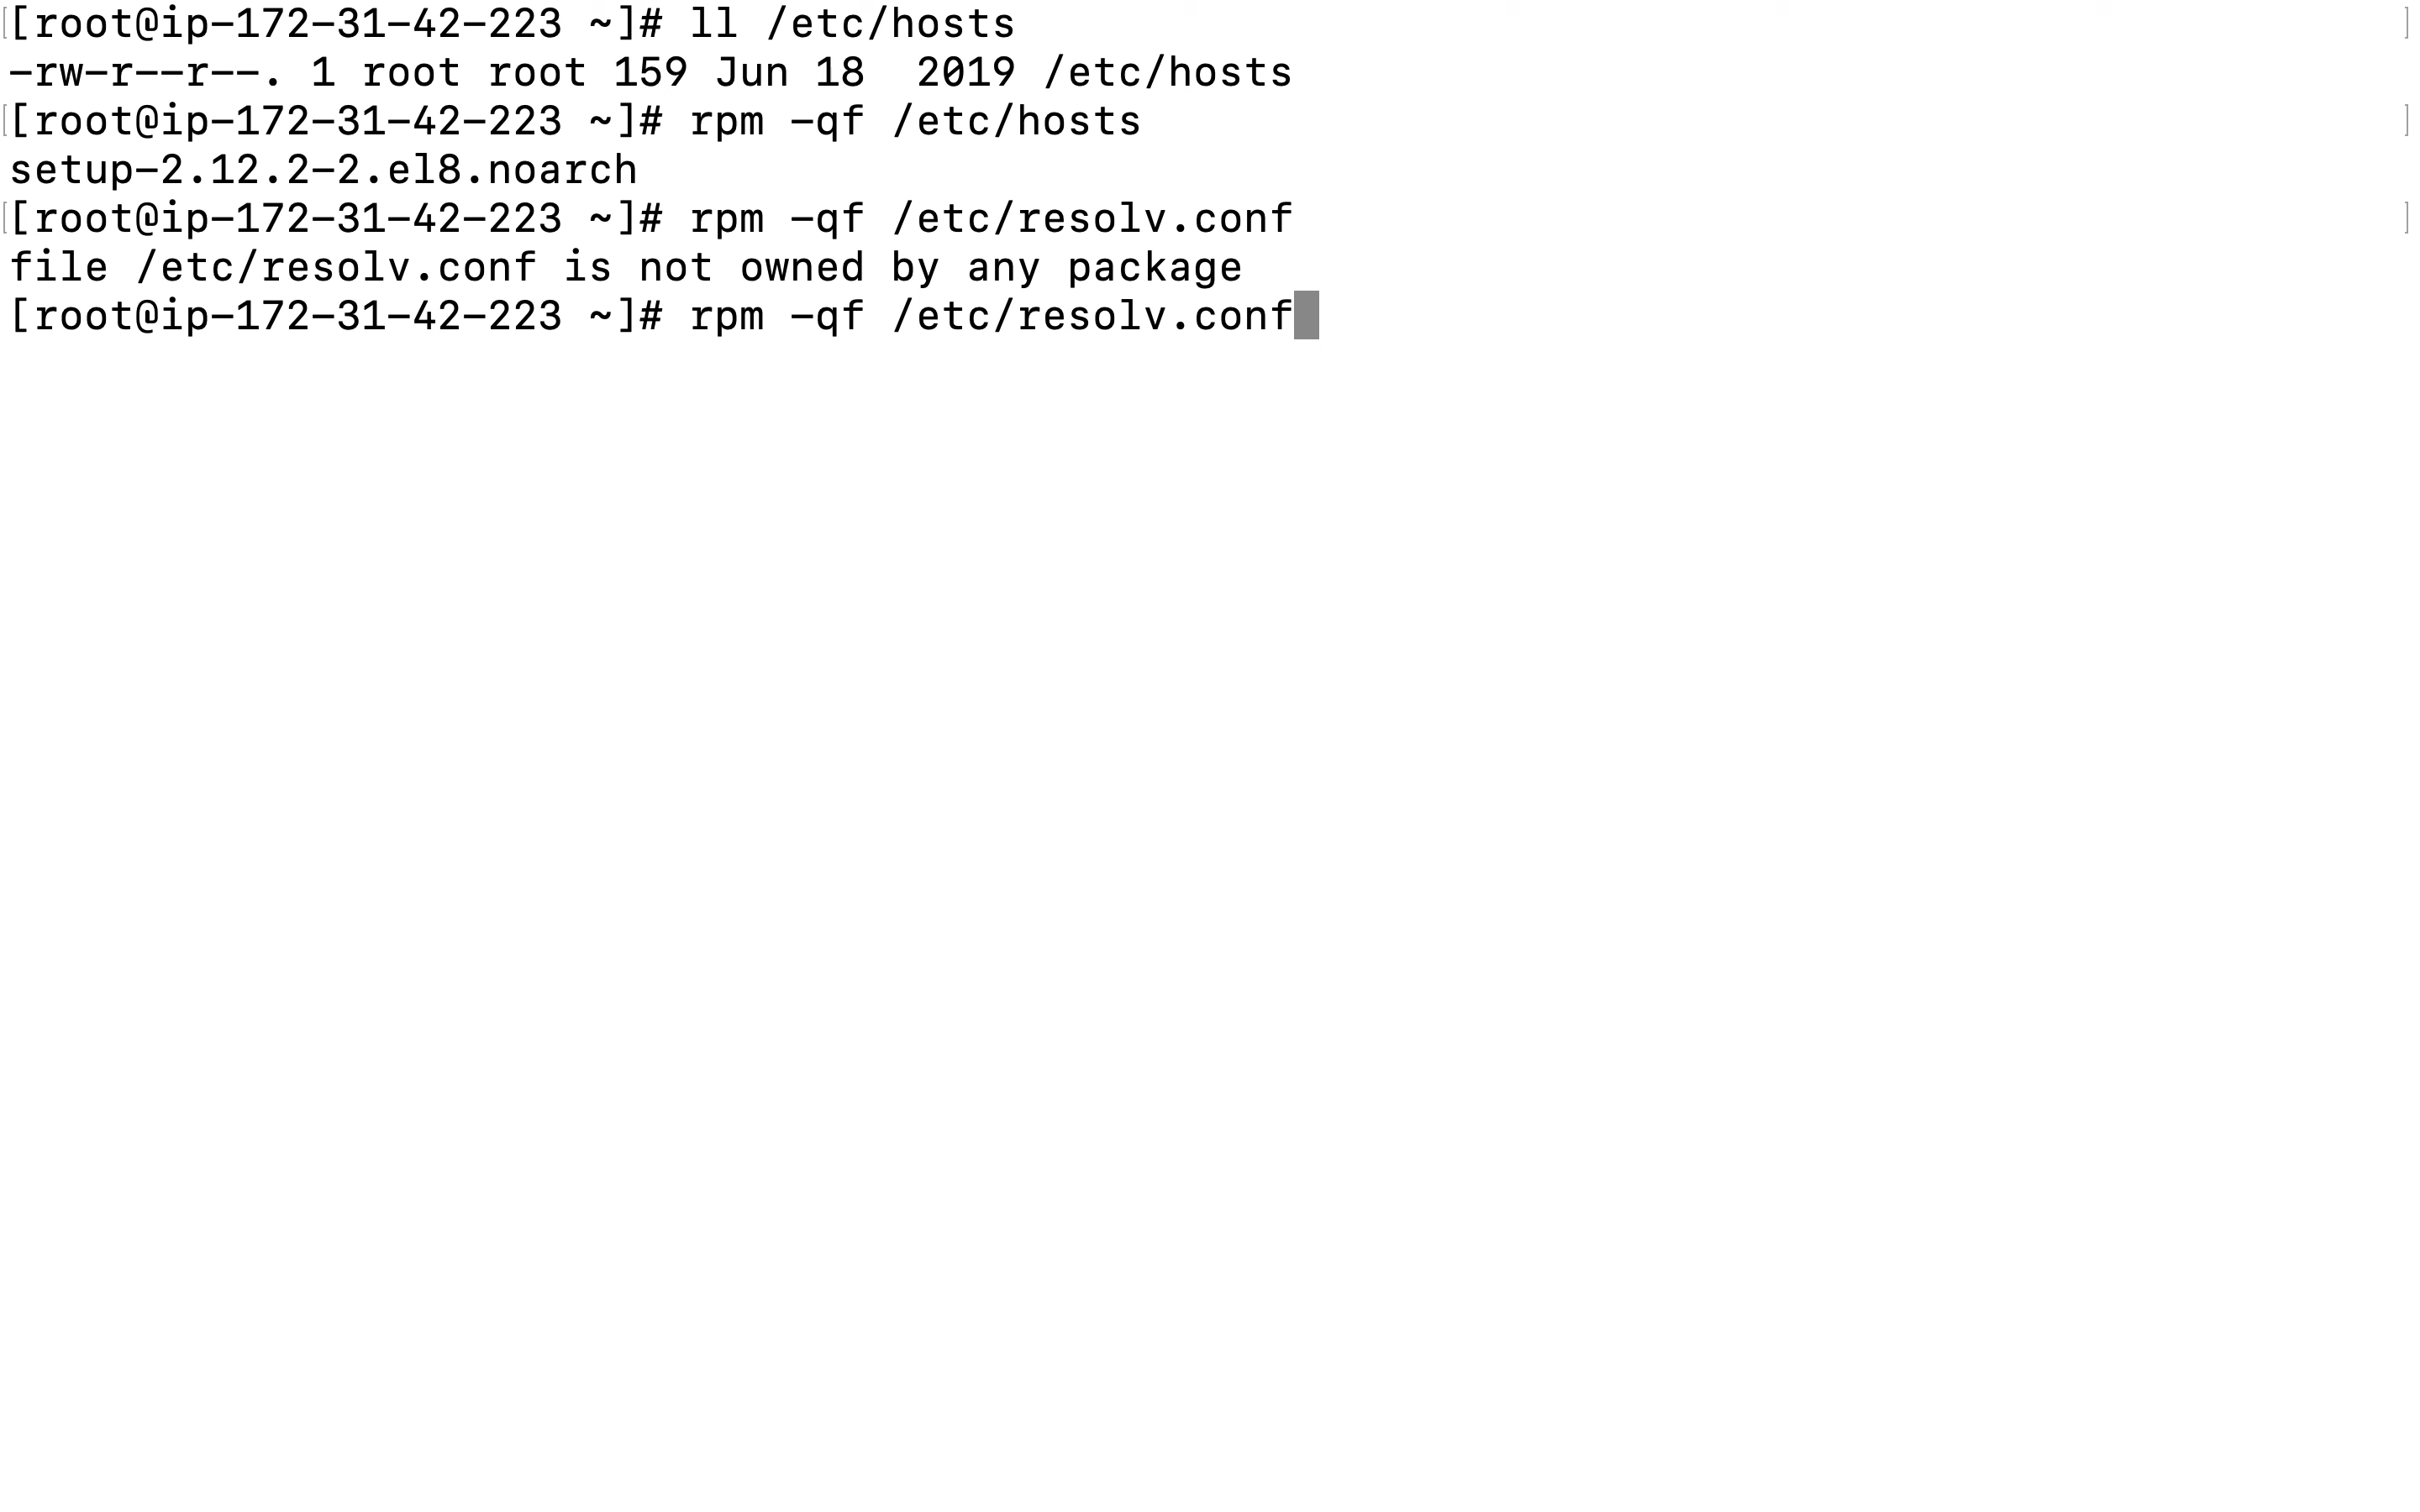 [root@ip-172-31-42-223 ~]# ll /etc/hosts
-rw-r--r--. 1 root root 159 Jun 18  2019 /etc/hosts
[root@ip-172-31-42-223 ~]# rpm -qf /etc/hosts
setup-2.12.2-2.el8.noarch
[root@ip-172-31-42-223 ~]# rpm -qf /etc/resolv.conf
file /etc/resolv.conf is not owned by any package
[root@ip-172-31-42-223 ~]# rpm -qf /etc/resolv.conf